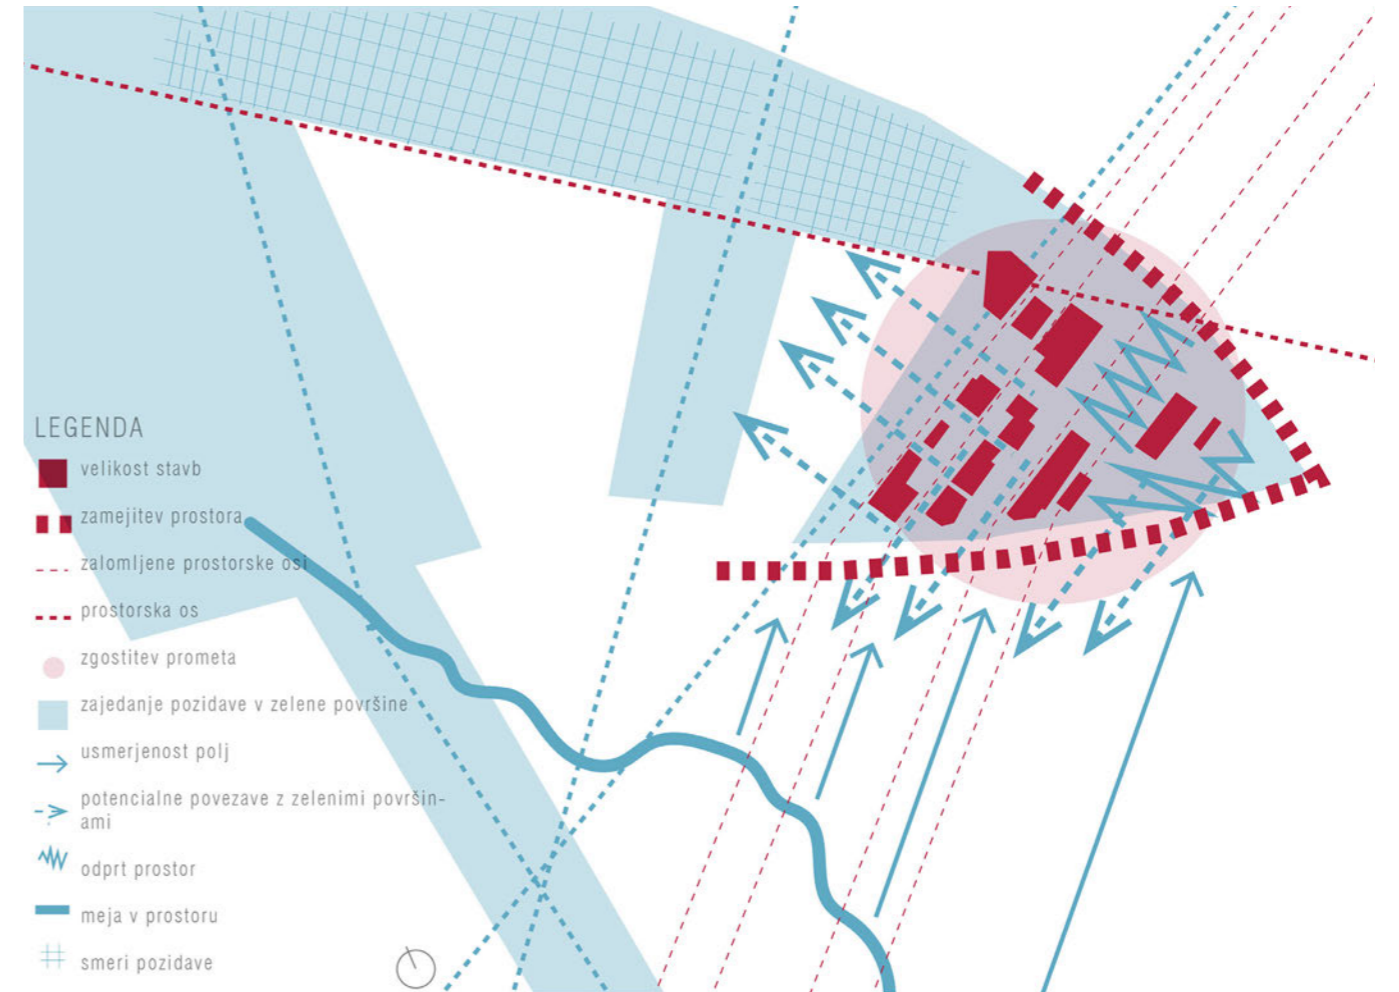 LEGENDA
velikost stavb
zamejitev prostora
zalomljene prostorske osi
prostorska os
zgostitev prometa
zajedanje pozidave v zelene površine
usmerjenost polj
potencialne povezave z zelenimi površin-
ami
odprt prostor
meja v prostoru
smeri pozidave